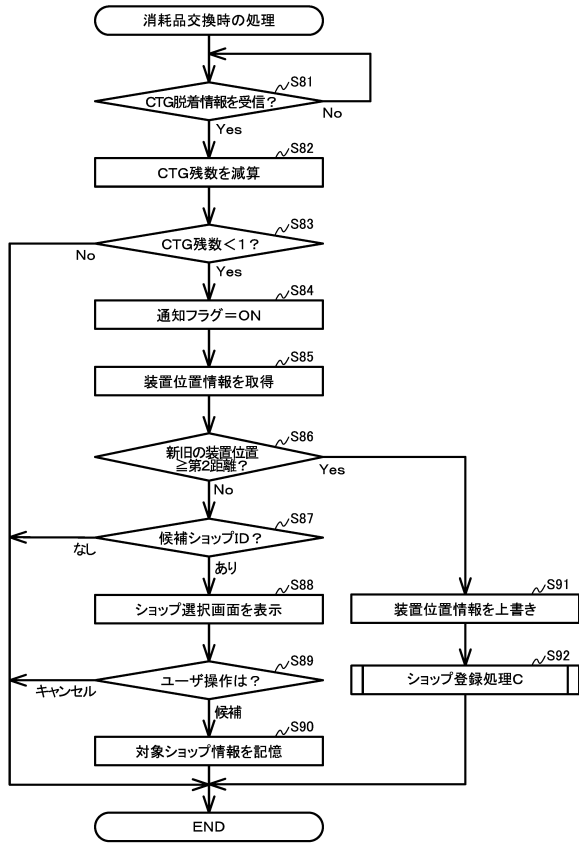 消耗品交換時の処理
S81
CTG脱着情報を受信?
No
Yes
S82
CTG残数を減算
S83
CTG残数<1?
No
Yes
S84
通知フラグ=ON
S85
装置位置情報を取得
S86
新旧の装置位置
≧第2距離?
Yes
No
S87
候補ショップID?
なし
あり
S88
ショップ選択画面を表示
S91
装置位置情報を上書き
S89
ユーザ操作は?
キャンセル
候補
S92
ショップ登録処理C
S90
対象ショップ情報を記憶
END